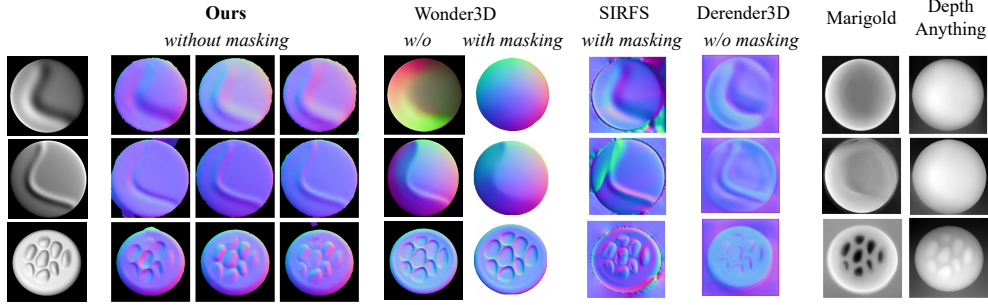 Ours Wonder3D SIRFS Derender3D Marigold Depth
Anything
without masking w/o with masking with masking w/o masking